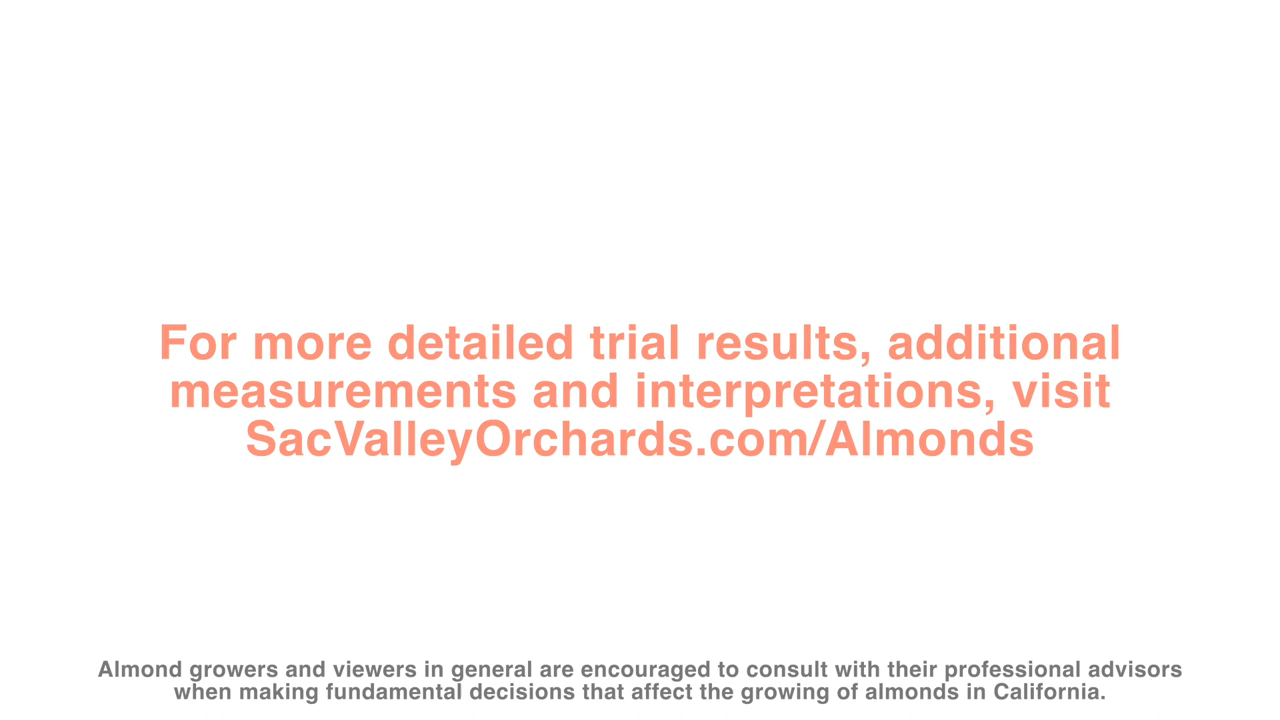 For more detailed trial results, additional
measurements and interpretations, visit
SacValleyOrchards.com/Almonds
Almond growers and viewers in general are encouraged to consult with their professional advisors
when making fundamental decisions that affect the growing of almonds in California.